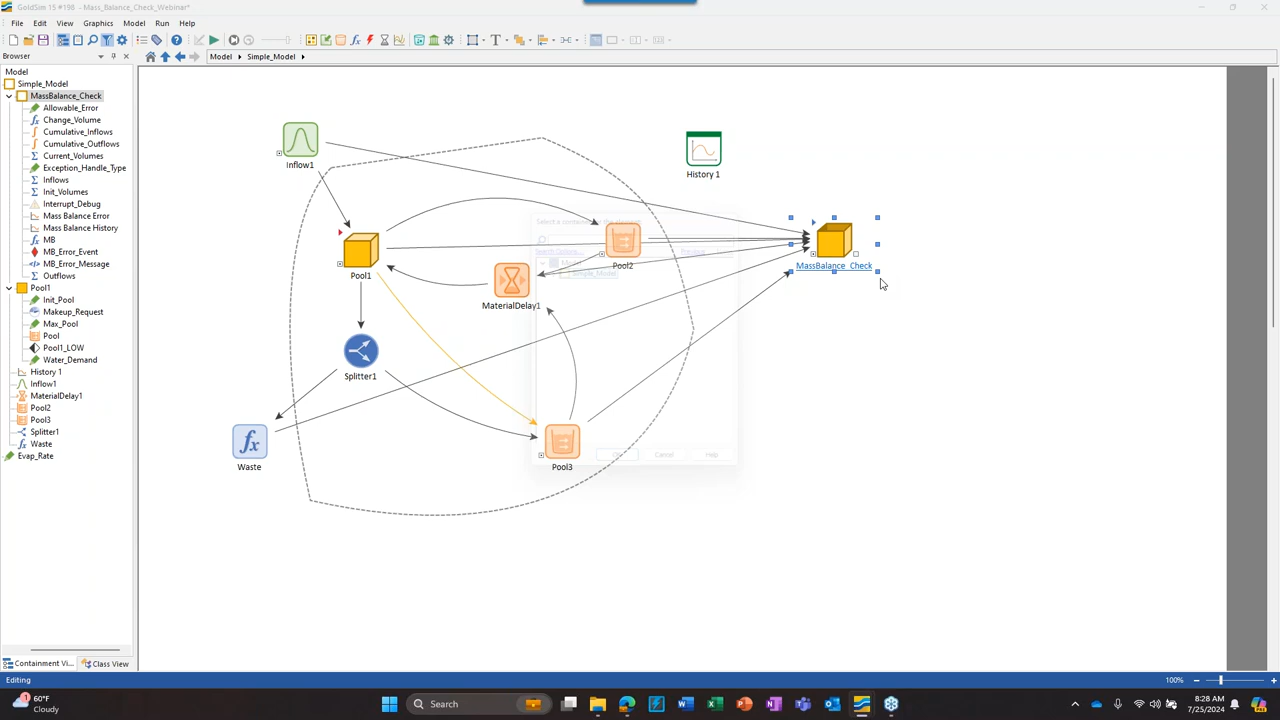 GoldSim 15 #198 - Mass_Balance_Check_Webinar*
File Edit View Graphics Model Run Help
Browser
Model Simple_Model
Model
Simple_Model
MassBalance_Check
Allowable_Error
Change_Volume
Cumulative_Inflows
Cumulative_Outflows
Current_Volumes
Exception_Handle_Type
Inflows
Init_Volumes
Interrupt_Debug
Mass Balance Error
Mass Balance History
MB
MB_Error_Event
MB_Error_Message
Outflows
Pool1
Init_Pool
Makeup_Request
Max_Pool
Pool
Pool1_LOW
Water_Demand
History 1
Inflow1
MaterialDelay1
Pool2
Pool3
Splitter1
Waste
Evap_Rate
Inflow1
History 1
Pool1
Pool2
MassBalance_Check
MaterialDelay1
Splitter1
Waste
Pool3
Cancel
Help
Containment Vi...
Class View
Editing
100%
1
60°F
Cloudy
Search
8:28 AM
7/25/2024